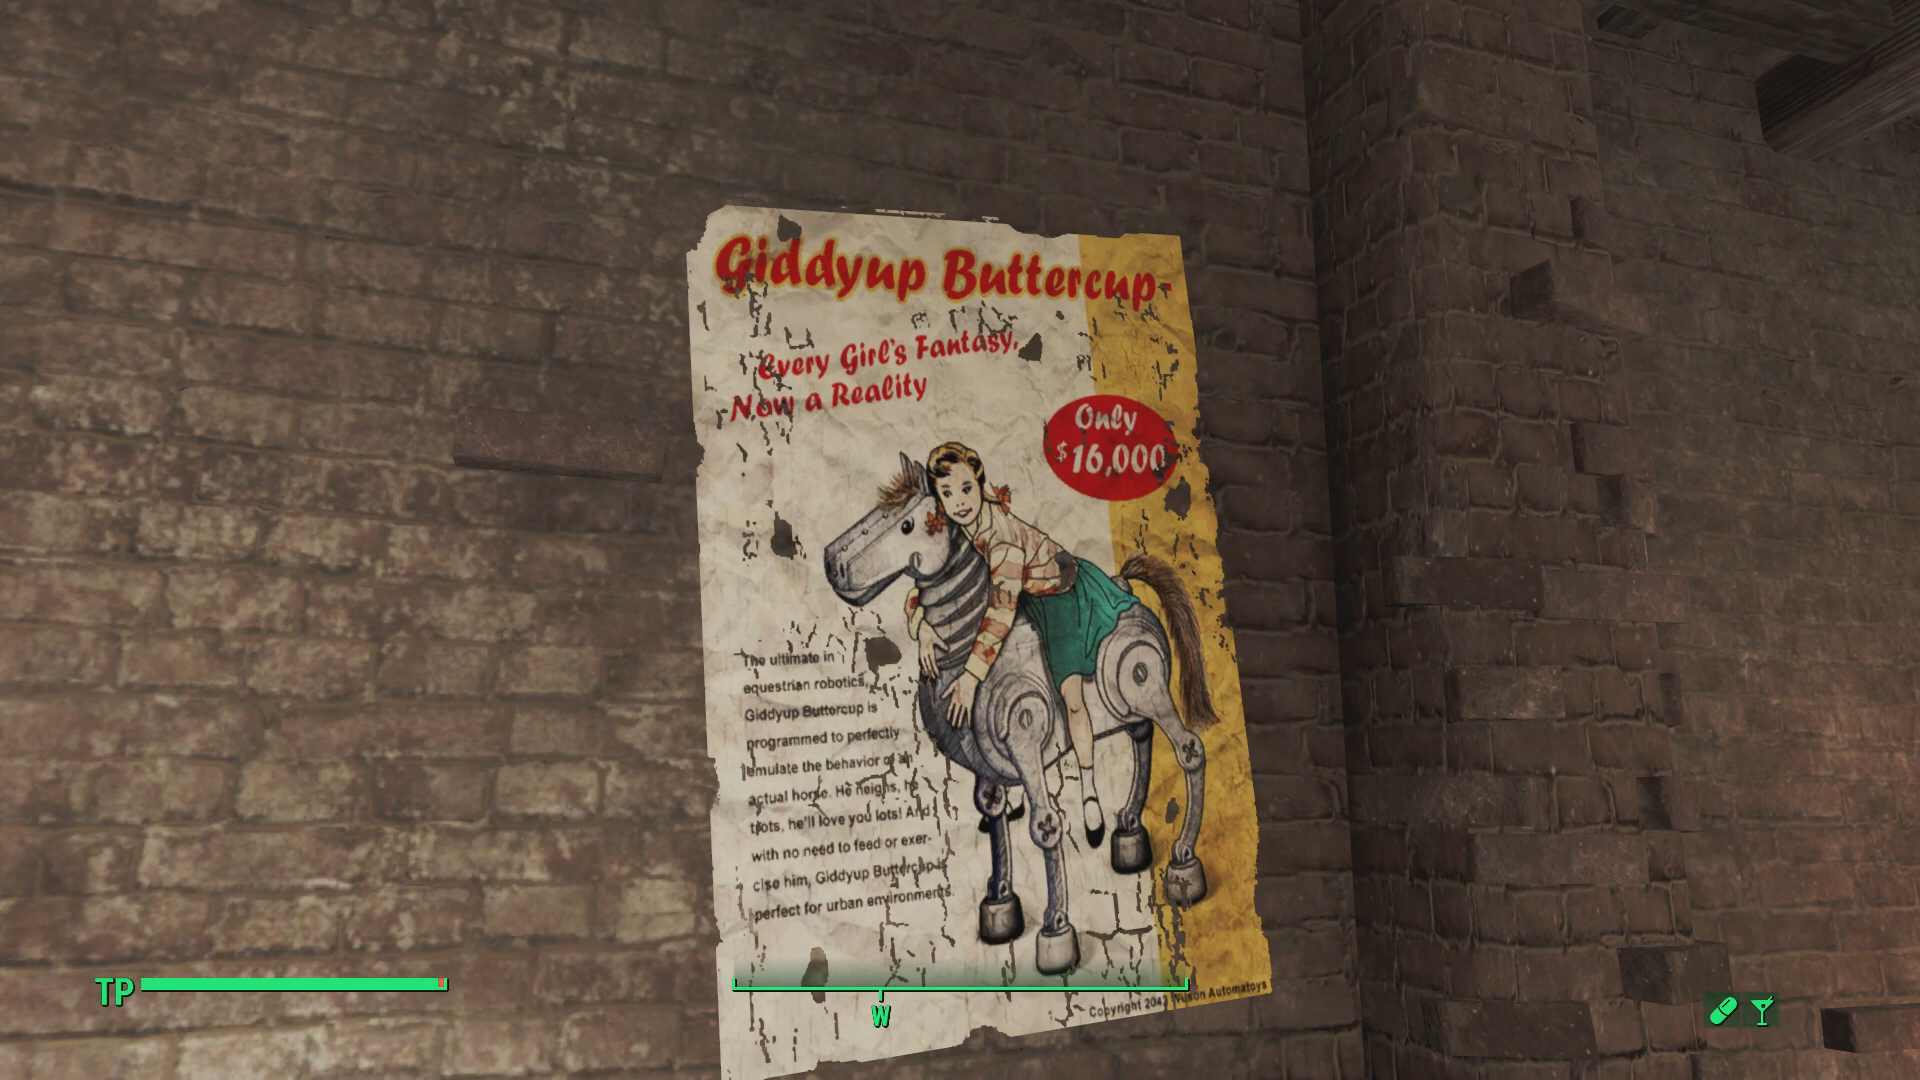 Giddyup Buttercup
Every Girl's Fantasy,
Now a Reality
Only
$16,000
The ultimate in
equestrian robotics,
Giddyup Buttercup is
programmed to perfectly
emulate the behavior of an
actual horse. He neighs, he
trots, he'll love you lots! And
with no need to feed or exer-
cise him, Giddyup Buttercup is
perfect for urban environments.
Copyright Automatoys
TP
W